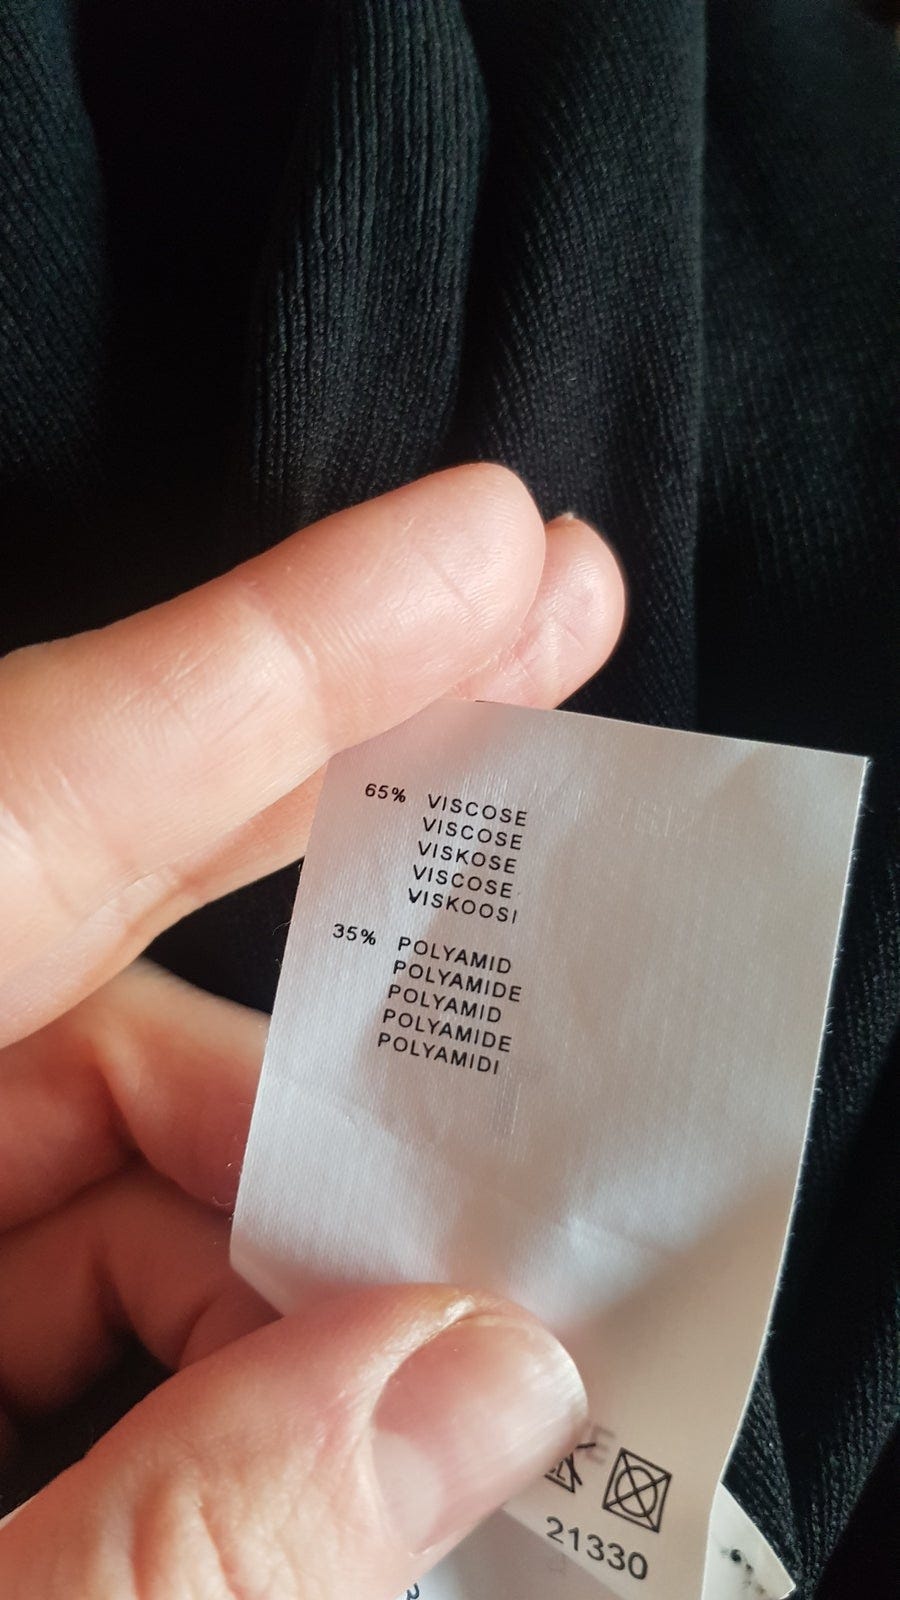 65% VISCOSE
VISCOSE
VISKOSE
VISCOSE
VISKOOSI
35% POLYAMID
POLYAMIDE
POLYAMID
POLYAMIDE
POLYAMIDI
21330